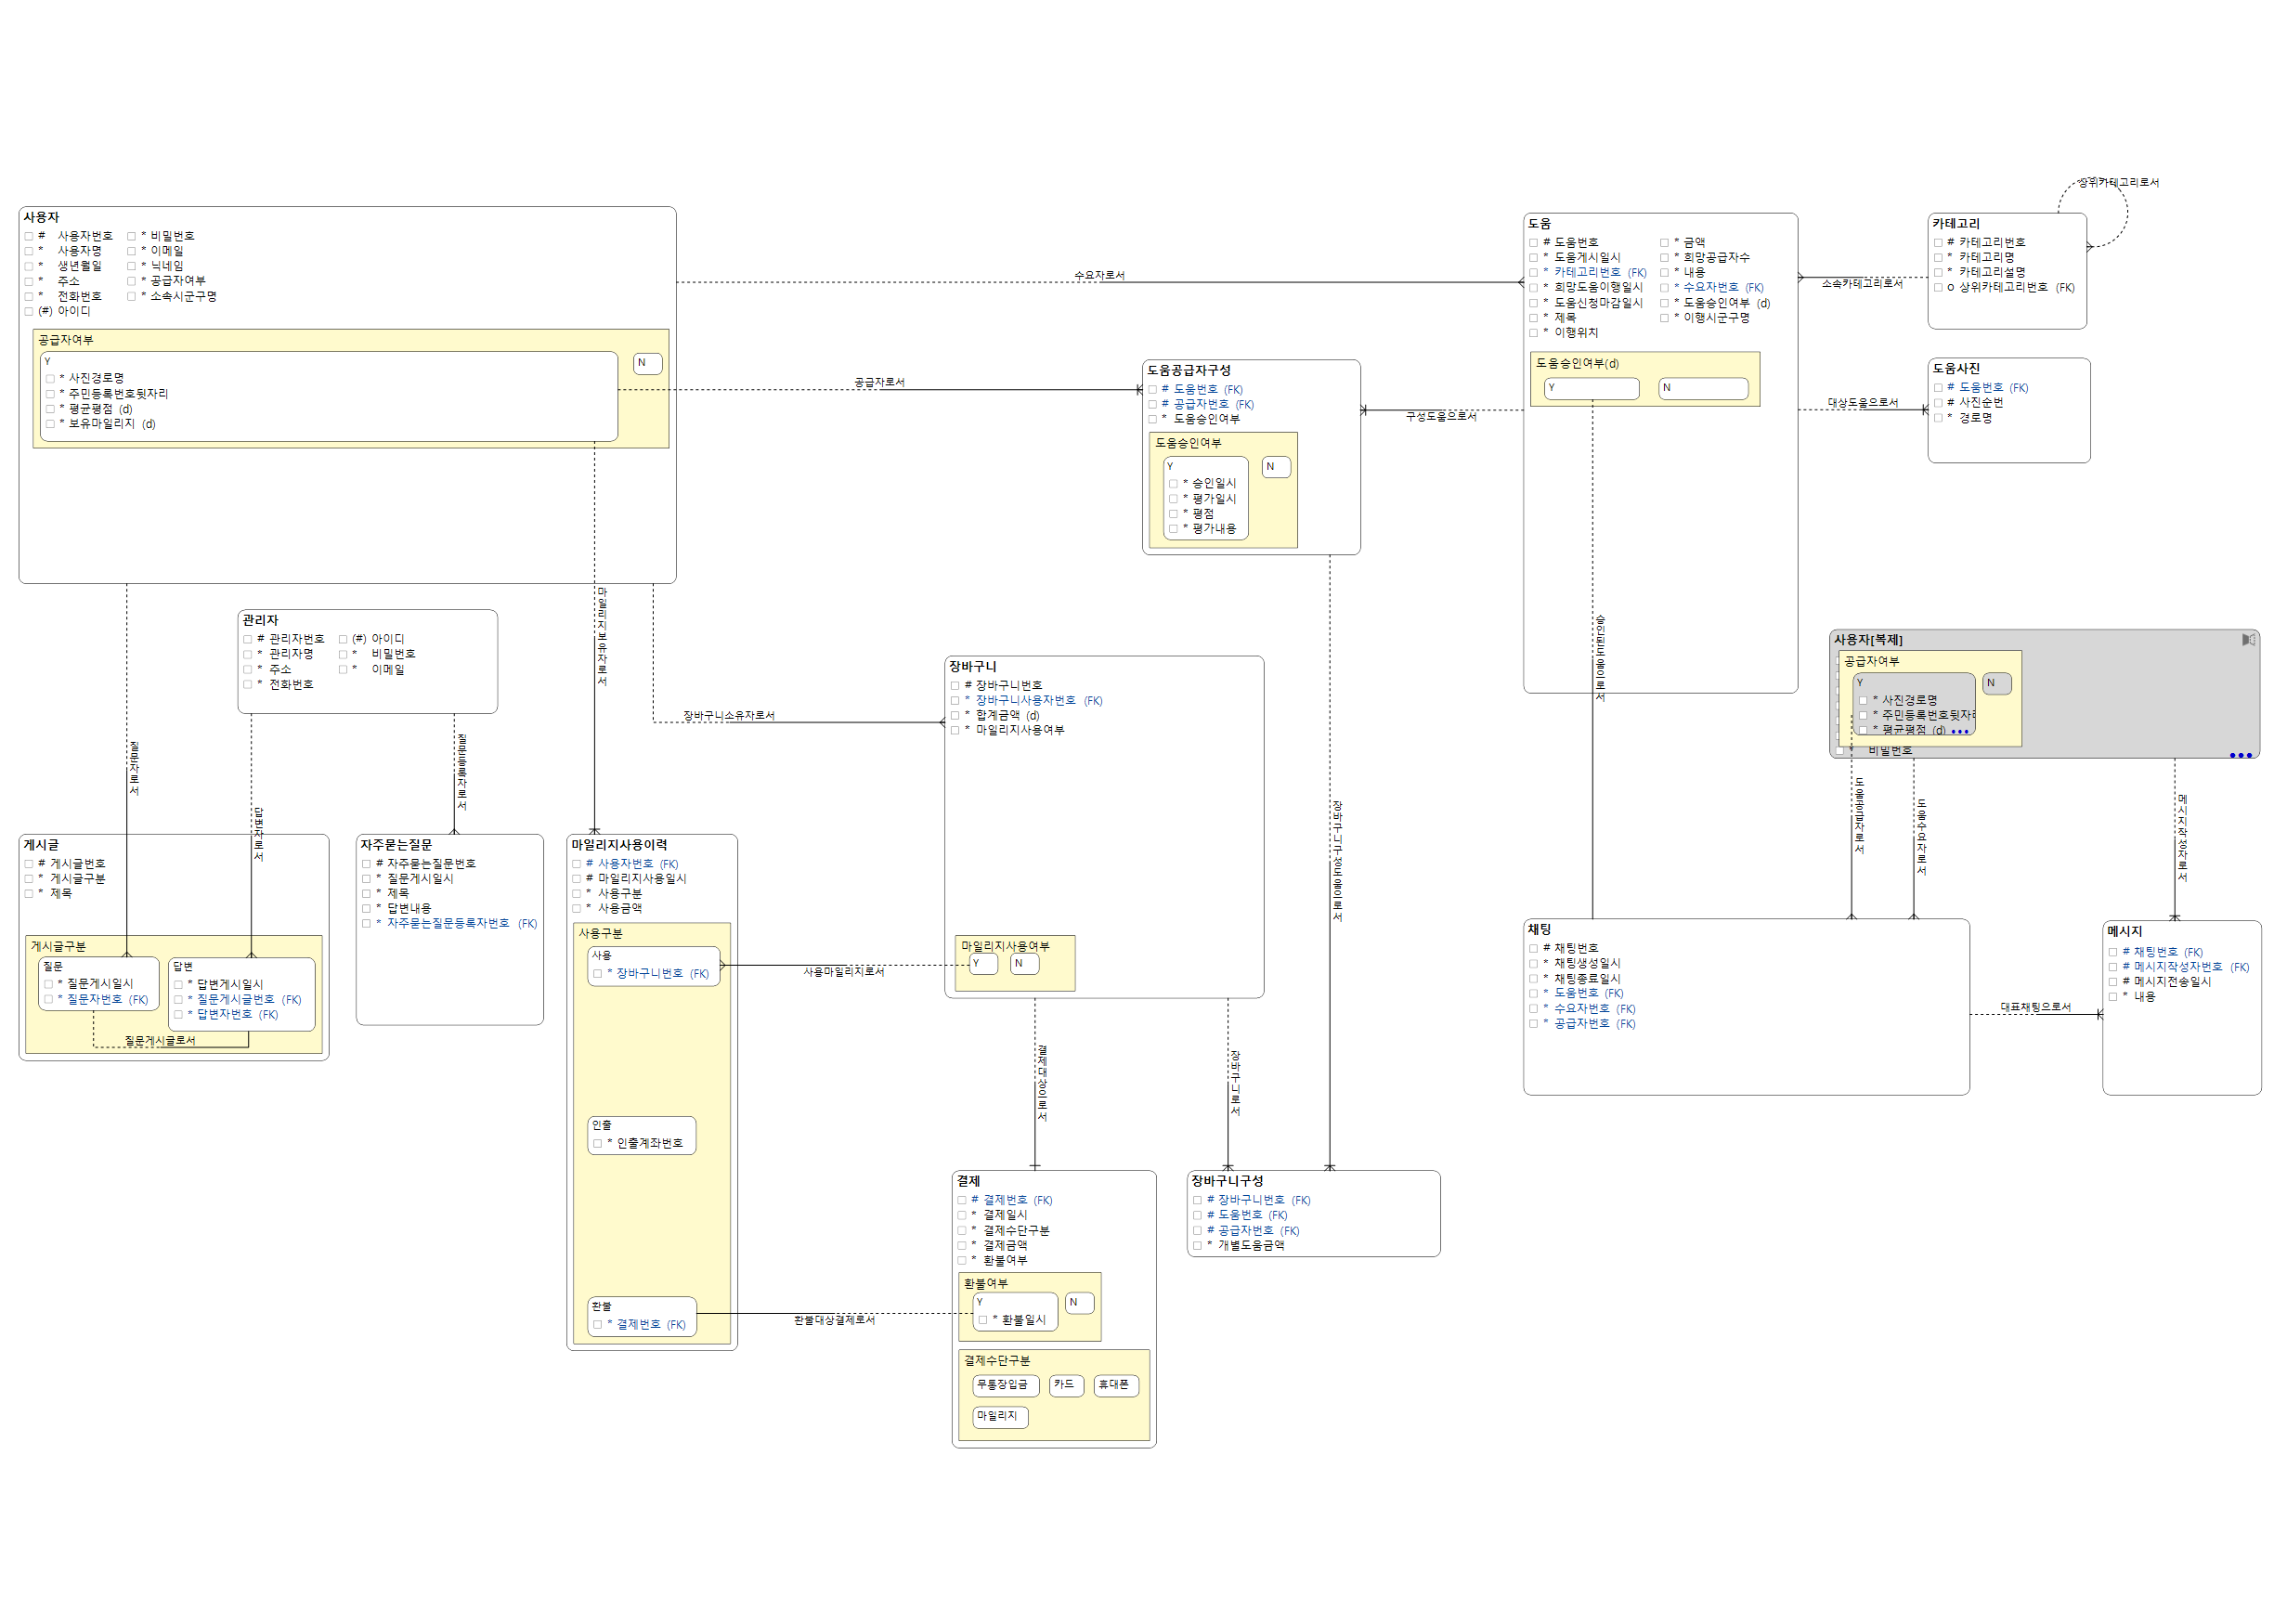 상위카테고리로서
사용자
# 사용자번호
* 사용자명
* 생년월일
* 주소
* 전화번호
(#) 아이디
* 비밀번호
* 이메일
* 닉네임
* 공급자여부
* 소속시군구명
공급자여부
Y
* 사진경로명
* 주민등록번호뒷자리
* 평균평점 (d)
* 보유마일리지 (d)
N
수요자로서
공급자로서
도움공급자구성
# 도움번호 (FK)
# 공급자번호 (FK)
* 도움승인여부
도움승인여부
Y
* 승인일시
* 평가일시
* 평점
* 평가내용
N
구성도움으로서
도움
# 도움번호
* 도움게시일시
* 카테고리번호 (FK)
* 희망도움이행일시
* 도움신청마감일시
* 제목
* 이행위치
* 금액
* 희망공급자수
* 내용
* 수요자번호 (FK)
* 도움승인여부 (d)
* 이행시군구명
도움승인여부(d)
Y
N
소속카테고리로서
카테고리
# 카테고리번호
* 카테고리명
* 카테고리설명
o 상위카테고리번호 (FK)
대상도움으로서
도움사진
# 도움번호 (FK)
# 사진순번
* 경로명
관리자
# 관리자번호
* 관리자명
* 주소
* 전화번호
(#) 아이디
* 비밀번호
* 이메일
마일리지보유자로서
승인된도움으로서
질문자로서
답변자로서
질문등록자로서
장바구니소유자로서
장바구니
# 장바구니번호
* 장바구니사용자번호 (FK)
* 합계금액 (d)
* 마일리지사용여부
마일리지사용여부
Y
N
장바구니구성도움으로서
사용자[복제]
공급자여부
Y
* 사진경로명
* 주민등록번호뒷자리
* 평균평점 (d) •••
N
* 비밀번호
•••
도움공급자로서
도움수요자로서
메시지작성자로서
게시글
# 게시글번호
* 게시글구분
* 제목
게시글구분
질문
* 질문게시일시
* 질문자번호 (FK)
답변
* 답변게시일시
* 질문게시글번호 (FK)
* 답변자번호 (FK)
질문게시글로서
자주묻는질문
# 자주묻는질문번호
* 질문게시일시
* 제목
* 답변내용
* 자주묻는질문등록자번호 (FK)
마일리지사용이력
# 사용자번호 (FK)
# 마일리지사용일시
* 사용구분
* 사용금액
사용구분
사용
* 장바구니번호 (FK)
인출
* 인출계좌번호
환불
* 결제번호 (FK)
사용마일리지로서
환불대상결제로서
결제대상으로서
장바구니로서
채팅
# 채팅번호
* 채팅생성일시
* 채팅종료일시
* 도움번호 (FK)
* 수요자번호 (FK)
* 공급자번호 (FK)
대표채팅으로서
메시지
# 채팅번호 (FK)
# 메시지작성자번호 (FK)
# 메시지전송일시
* 내용
결제
# 결제번호 (FK)
* 결제일시
* 결제수단구분
* 결제금액
* 환불여부
환불여부
Y
* 환불일시
N
결제수단구분
무통장입금
카드
휴대폰
마일리지
장바구니구성
# 장바구니번호 (FK)
# 도움번호 (FK)
# 공급자번호 (FK)
* 개별도움금액